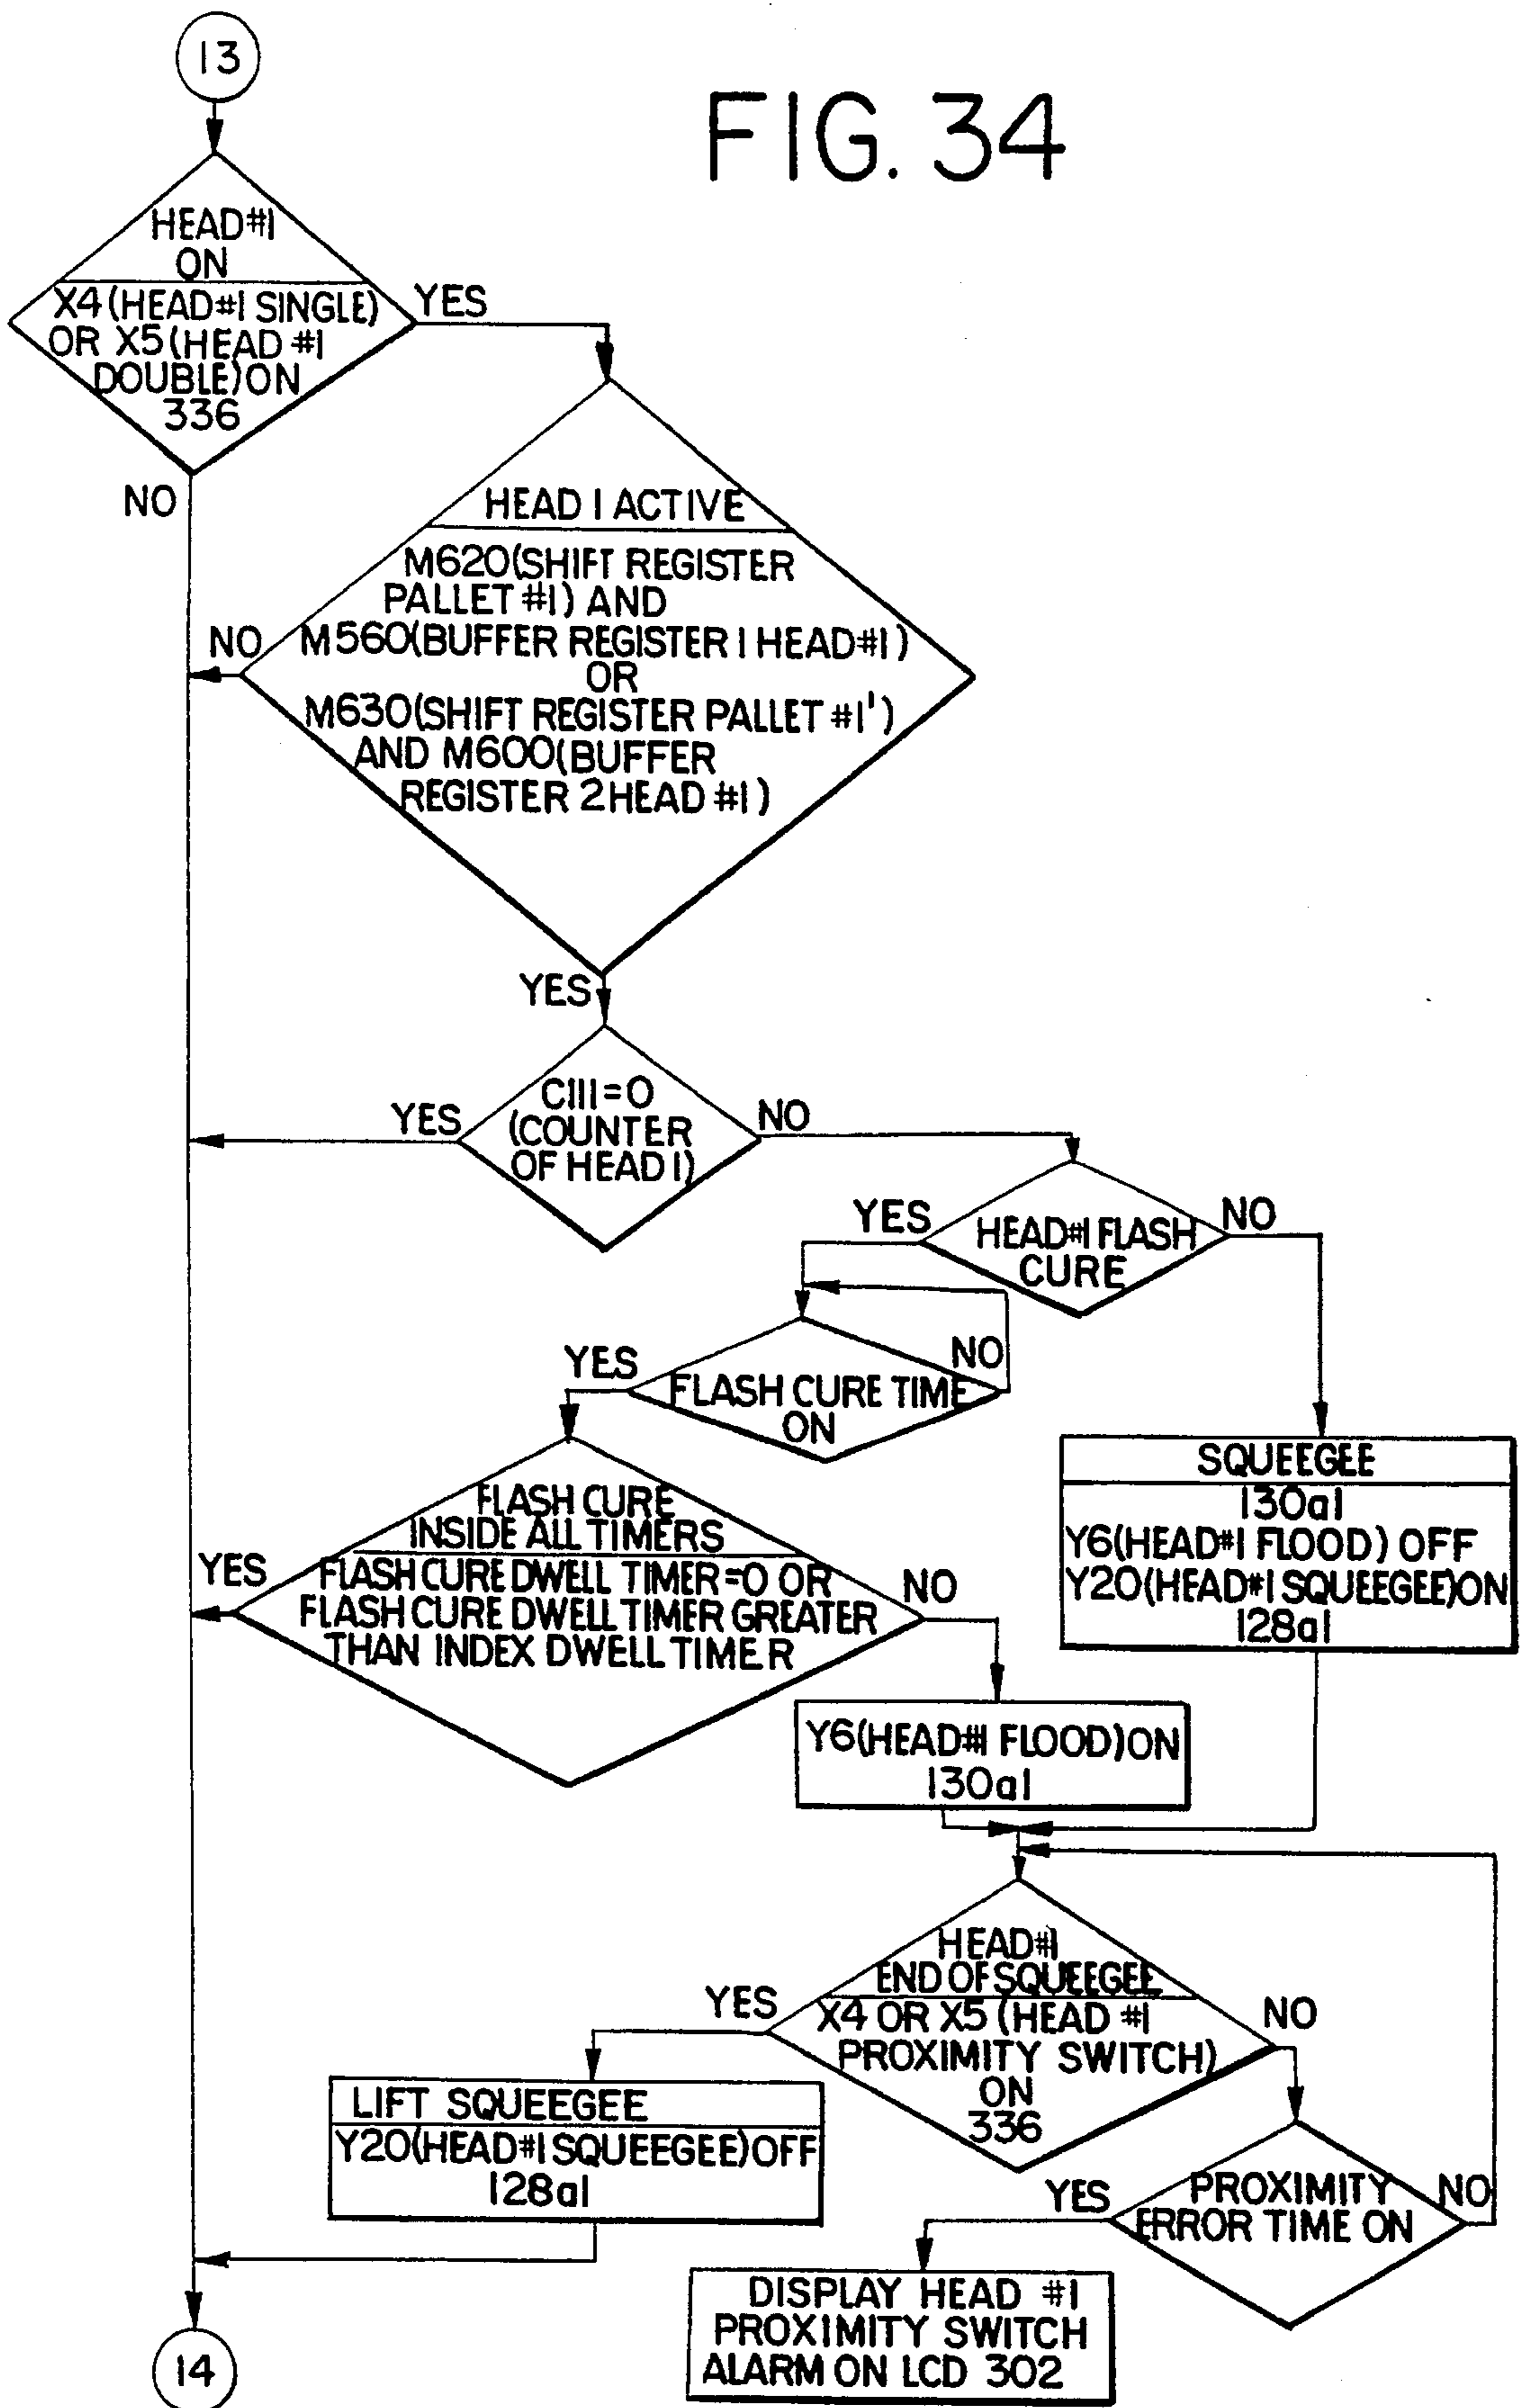 13
FIG. 34
HEAD#1
ON
X4(HEAD#1 SINGLE)
OR X5(HEAD #1
DOUBLE)ON
336
YES
NO
HEAD 1 ACTIVE
M620(SHIFT REGISTER
PALLET #1) AND
M560(BUFFER REGISTER 1 HEAD#1)
OR
M630(SHIFT REGISTER PALLET #1')
AND M600(BUFFER
REGISTER 2HEAD #1)
NO
YES
C111=0
(COUNTER
OF HEAD 1)
YES
NO
HEAD#1 FLASH
CURE
YES
NO
FLASH CURE TIME
ON
YES
NO
SQUEEGEE
130a1
Y6(HEAD#1 FLOOD) OFF
Y20(HEAD#1 SQUEEGEE)ON
128a1
FLASH CURE
INSIDE ALL TIMERS
FLASH CURE DWELL TIMER=0 OR
FLASH CURE DWELL TIMER GREATER
THAN INDEX DWELL TIMER
YES
NO
Y6(HEAD#1 FLOOD)ON
130a1
HEAD#1
END OF SQUEEGEE
X4 OR X5 (HEAD #1
PROXIMITY SWITCH)
ON
336
YES
NO
LIFT SQUEEGEE
Y20(HEAD#1 SQUEEGEE)OFF
128a1
PROXIMITY
ERROR TIME ON
YES
NO
DISPLAY HEAD #1
PROXIMITY SWITCH
ALARM ON LCD 302
14